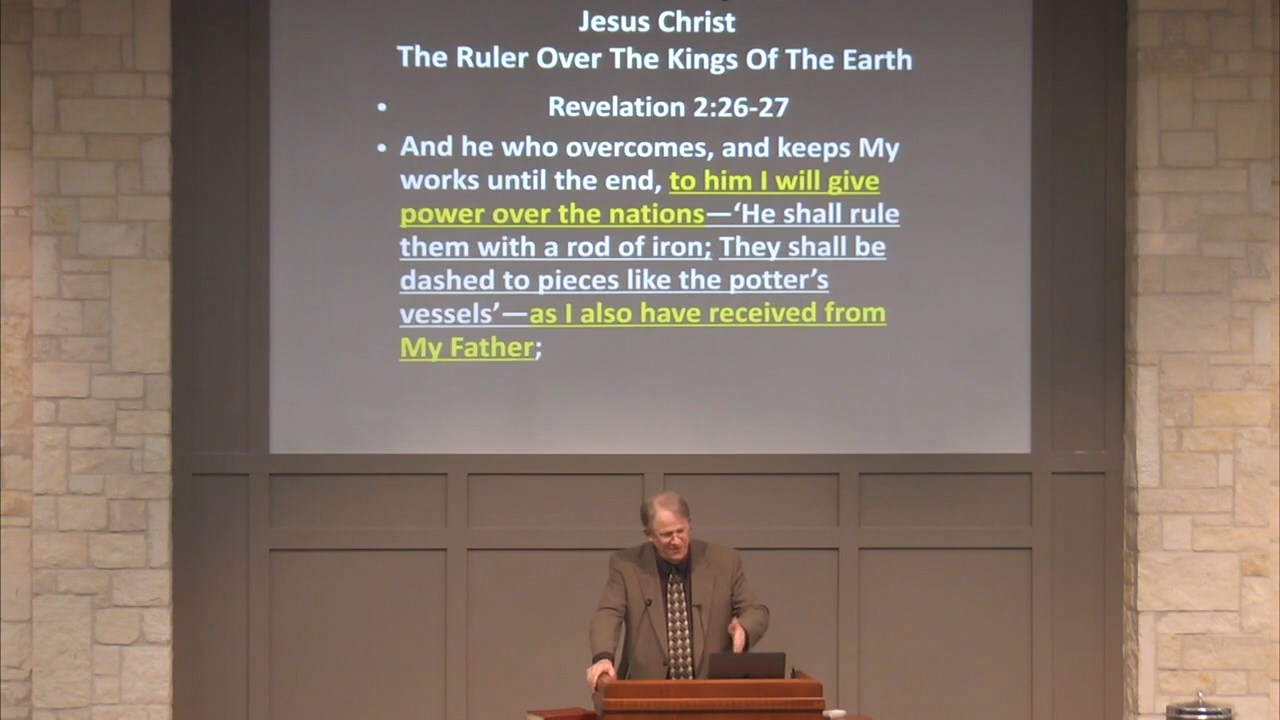 Jesus Christ
The Ruler Over The Kings Of The Earth
• Revelation 2:26-27
• And he who overcomes, and keeps My
works until the end, to him I will give
power over the nations—‘He shall rule
them with a rod of iron; They shall be
dashed to pieces like the potter’s
vessels’—as I also have received from
My Father;